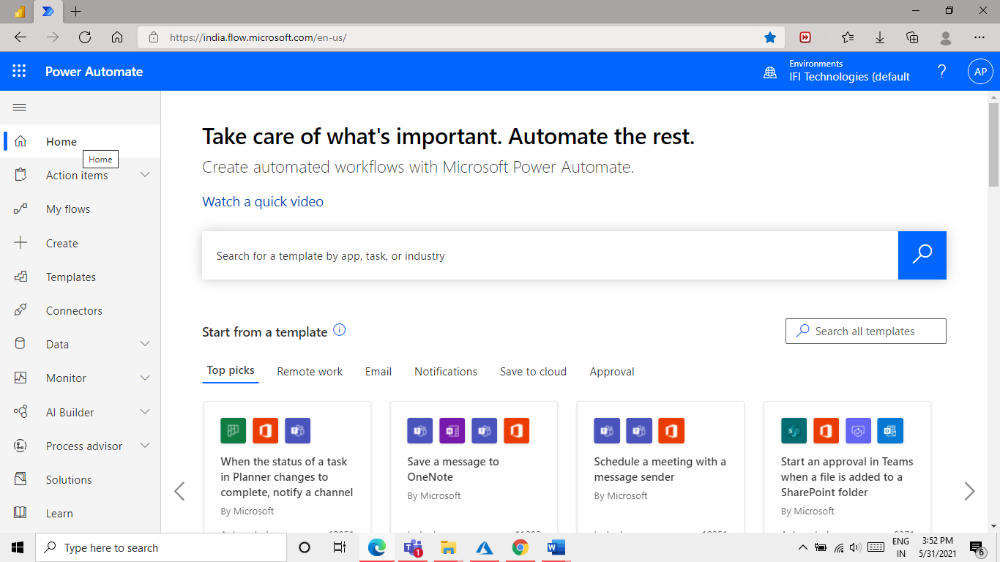 https://india.flow.microsoft.com/en-us/
Power Automate
Environments
IFI Technologies (default
?
AP
Home
Home
Action items
My flows
Create
Templates
Connectors
Data
Monitor
AI Builder
Process advisor
Solutions
Learn
Take care of what's important. Automate the rest.
Create automated workflows with Microsoft Power Automate.
Watch a quick video
Search for a template by app, task, or industry
Start from a template
Search all templates
Top picks Remote work Email Notifications Save to cloud Approval
When the status of a task
in Planner changes to
complete, notify a channel
By Microsoft
Save a message to
OneNote
By Microsoft
Schedule a meeting with a
message sender
By Microsoft
Start an approval in Teams
when a file is added to a
SharePoint folder
By Microsoft
Type here to search
1
ENG
IN
3:52 PM
5/31/2021
6